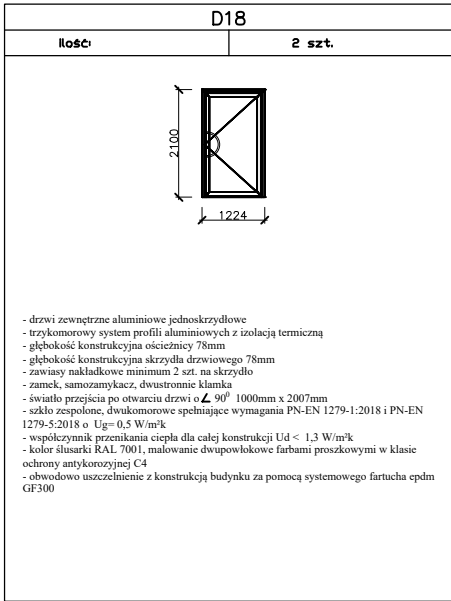 D18
Ilość: 2 szt.
2100
1224
- drzwi zewnętrzne aluminiowe jednoskrzydłowe
- trzykomorowy system profili aluminiowych z izolacją termiczną
- głębokość konstrukcyjna ościeżnicy 78mm
- głębokość konstrukcyjna skrzydła drzwiowego 78mm
- zawiasy nakładkowe minimum 2 szt. na skrzydło
- zamek, samozamykacz, dwustronnie klamka
- światło przejścia po otwarciu drzwi o ∠ 90⁰ 1000mm x 2007mm
- szkło zespolone, dwukomorowe spełniające wymagania PN-EN 1279-1:2018 i PN-EN
1279-5:2018 o Ug= 0,5 W/m²k
- współczynnik przenikania ciepła dla całej konstrukcji Ud < 1,3 W/m²k
- kolor ślusarki RAL 7001, malowanie dwupowłokowe farbami proszkowymi w klasie
ochrony antykorozyjnej C4
- obwodowo uszczelnienie z konstrukcją budynku za pomocą systemowego fartucha epdm
GF300